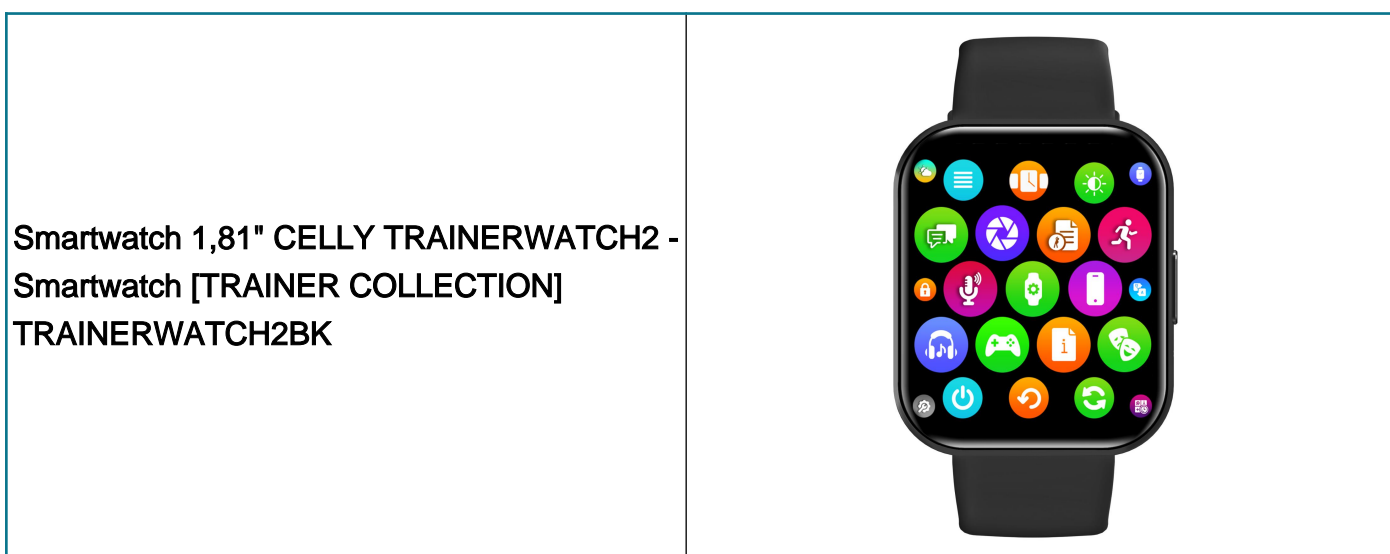 Smartwatch 1,81" CELLY TRAINERWATCH2 -
Smartwatch [TRAINER COLLECTION]
TRAINERWATCH2BK